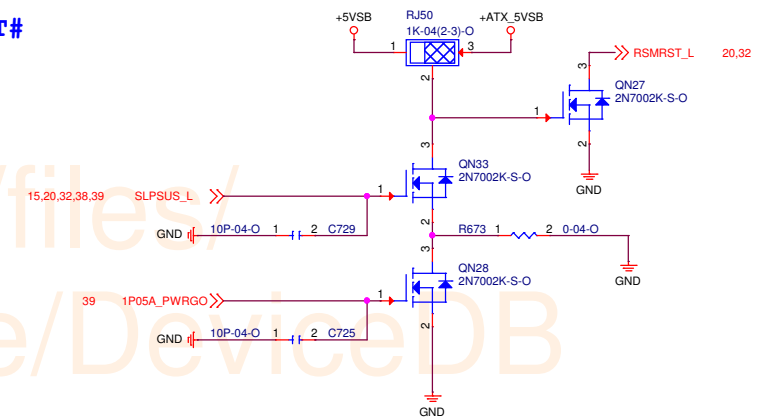 T#
+5VSB
RJ50
1K-04(2-3)-O
+ATX_5VSB
1
3
2
RSMRST_L 20,32
3
QN27
2N7002K-S-O
1
2
GND
3
QN33
2N7002K-S-O
15,20,32,38,39 SLPSUS_L
1
2
GND 10P-04-O 1 2 C729
R673 1 2 0-04-O
GND
3
QN28
2N7002K-S-O
39 1P05A_PWRGO
1
2
GND 10P-04-O 1 2 C725
GND
/files/
e/DeviceDB